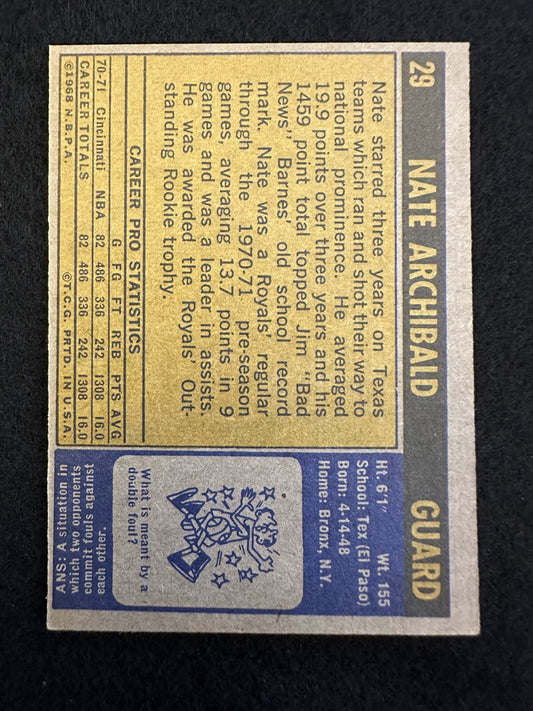 29 NATE ARCHIBALD GUARD
Nate starred three years on Texas
teams which ran and shot their way to
national prominence. He averaged
19.9 points over three years and his
1459 point total topped Jim "Bad
News" Barnes' old school record
mark. Nate was a Royals' regular
through the 1970-71 pre-season
games, averaging 13.7 points in 9
games and was a leader in assists.
He was awarded the Royals' Out-
standing Rookie trophy.
CAREER PRO STATISTICS
G FG FT REB PTS AVG
70-71 Cincinnati NBA 82 486 336 242 1308 16.0
CAREER TOTALS 82 486 336 242 1308 16.0
©1968 N.B.P.A. ©T.C.G. PRTD. IN U.S.A.
Ht. 6'1" Wt. 155
School: Tex (El Paso)
Born: 4-14-48
Home: Bronx, N.Y.
What is meant by a
double foul?
ANS: A situation in
which two opponents
commit fouls against
each other.